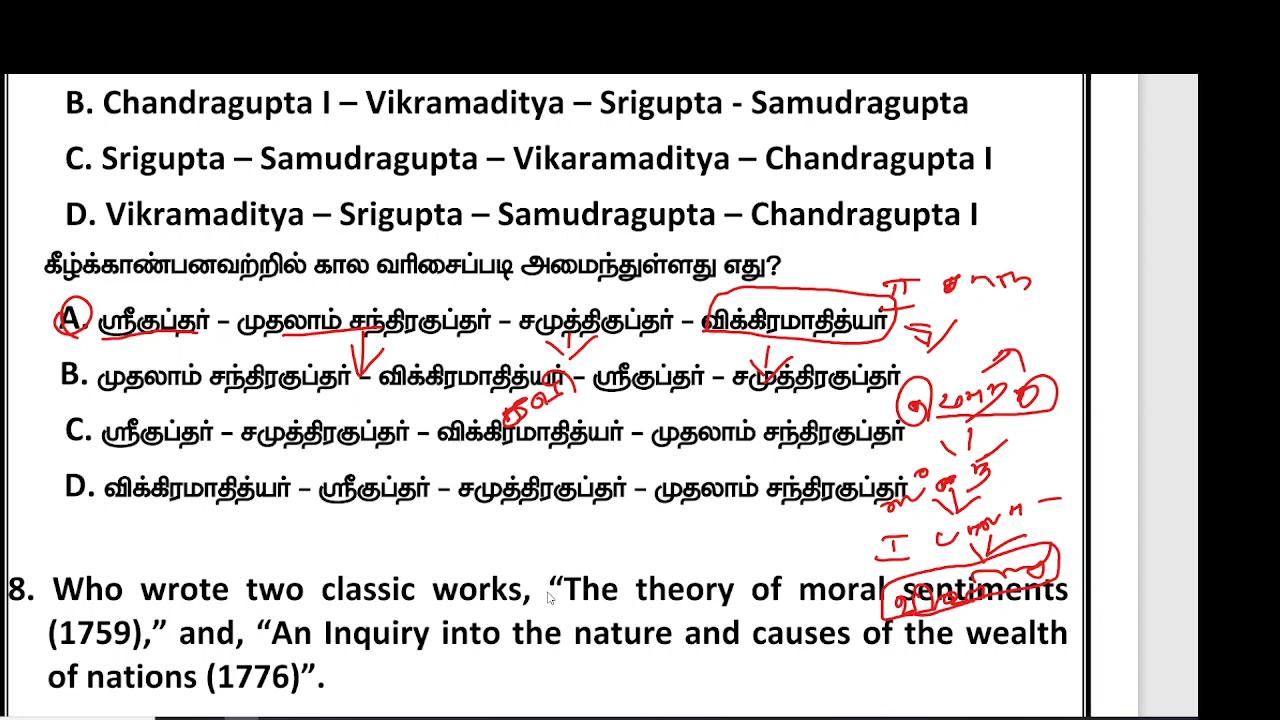 B. Chandragupta I – Vikramaditya – Srigupta - Samudragupta
C. Srigupta – Samudragupta – Vikaramaditya – Chandragupta I
D. Vikramaditya – Srigupta – Samudragupta – Chandragupta I
கீழ்க்காண்பனவற்றில் கால வரிசைப்படி அமைந்துள்ளது எது?
A. ஸ்ரீகுப்தர் – முதலாம் சந்திரகுப்தர் – சமுத்திகுப்தர் – விக்கிரமாதித்யர்
B. முதலாம் சந்திரகுப்தர் – விக்கிரமாதித்யர் – ஸ்ரீகுப்தர் – சமுத்திரகுப்தர்
C. ஸ்ரீகுப்தர் – சமுத்திரகுப்தர் – விக்கிரமாதித்யர் – முதலாம் சந்திரகுப்தர்
D. விக்கிரமாதித்யர் – ஸ்ரீகுப்தர் – சமுத்திரகுப்தர் – முதலாம் சந்திரகுப்தர்
8. Who wrote two classic works, “The theory of moral sentiments
(1759),” and, “An Inquiry into the nature and causes of the wealth
of nations (1776)”.